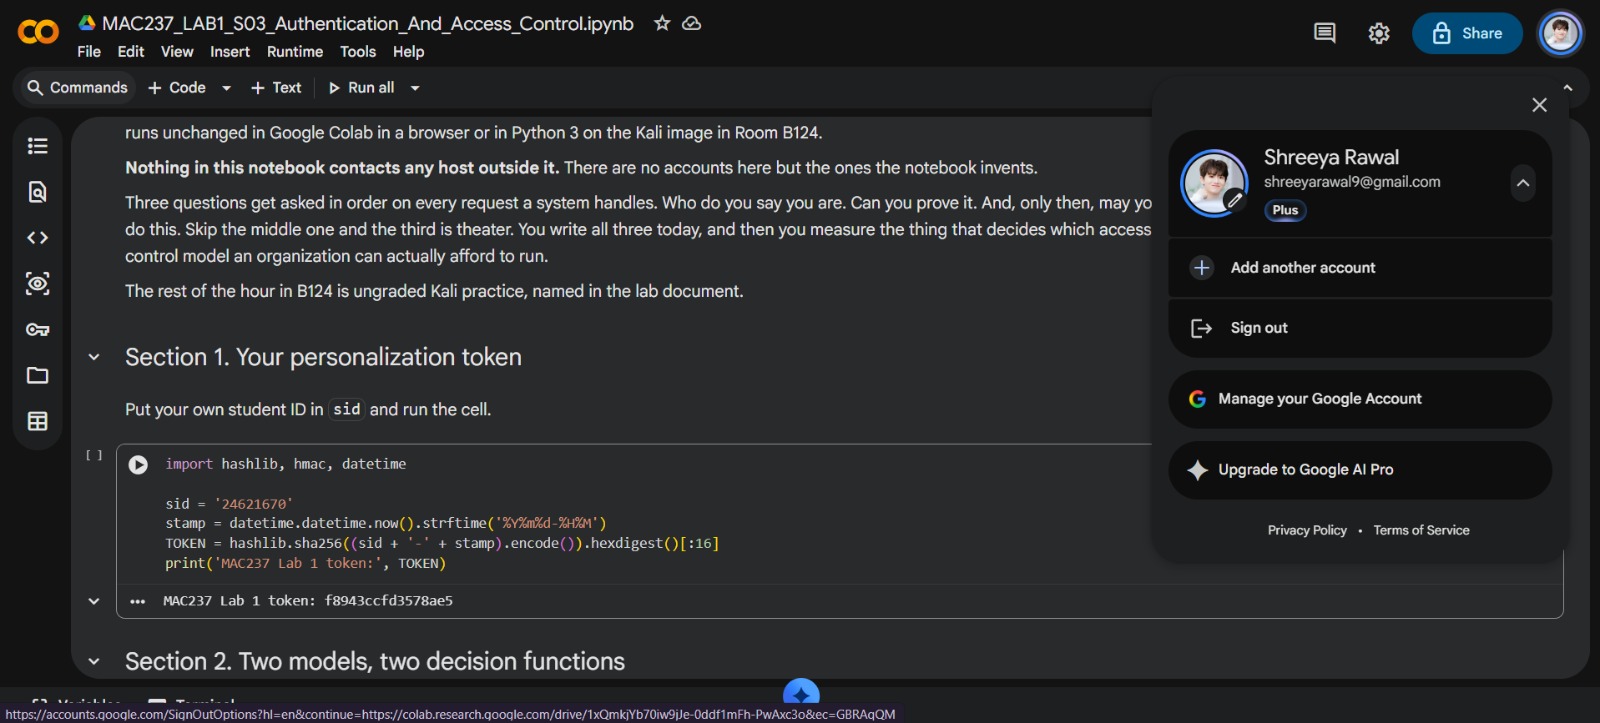 MAC237_LAB1_S03_Authentication_And_Access_Control.ipynb
File Edit View Insert Runtime Tools Help
Share
Commands + Code + Text Run all
runs unchanged in Google Colab in a browser or in Python 3 on the Kali image in Room B124.
Nothing in this notebook contacts any host outside it. There are no accounts here but the ones the notebook invents.
Three questions get asked in order on every request a system handles. Who do you say you are. Can you prove it. And, only then, may yo
do this. Skip the middle one and the third is theater. You write all three today, and then you measure the thing that decides which access
control model an organization can actually afford to run.
The rest of the hour in B124 is ungraded Kali practice, named in the lab document.
Section 1. Your personalization token
Put your own student ID in sid and run the cell.
[ ]
import hashlib, hmac, datetime
sid = '24621670'
stamp = datetime.datetime.now().strftime('%Y%m%d-%H%M')
TOKEN = hashlib.sha256((sid + '-' + stamp).encode()).hexdigest()[:16]
print('MAC237 Lab 1 token:', TOKEN)
MAC237 Lab 1 token: f8943ccfd3578ae5
Section 2. Two models, two decision functions
Shreeya Rawal
shreeyarawal9@gmail.com
Plus
Add another account
Sign out
Manage your Google Account
Upgrade to Google AI Pro
Privacy Policy • Terms of Service
Variables Terminal
https://accounts.google.com/SignOutOptions?hl=en&continue=https://colab.research.google.com/drive/1xQmkjYb70iw9jJe-0ddf1mFh-PwAxc3o&ec=GBRAqQM